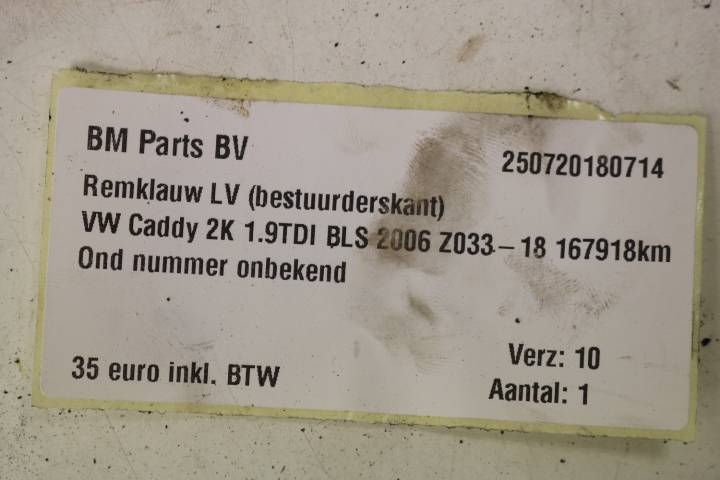 BM Parts BV
250720180714
Remklauw LV (bestuurderskant)
VW Caddy 2K 1.9TDI BLS 2006 Z033-18 167918km
Ond nummer onbekend
35 euro inkl. BTW
Verz: 10
Aantal: 1